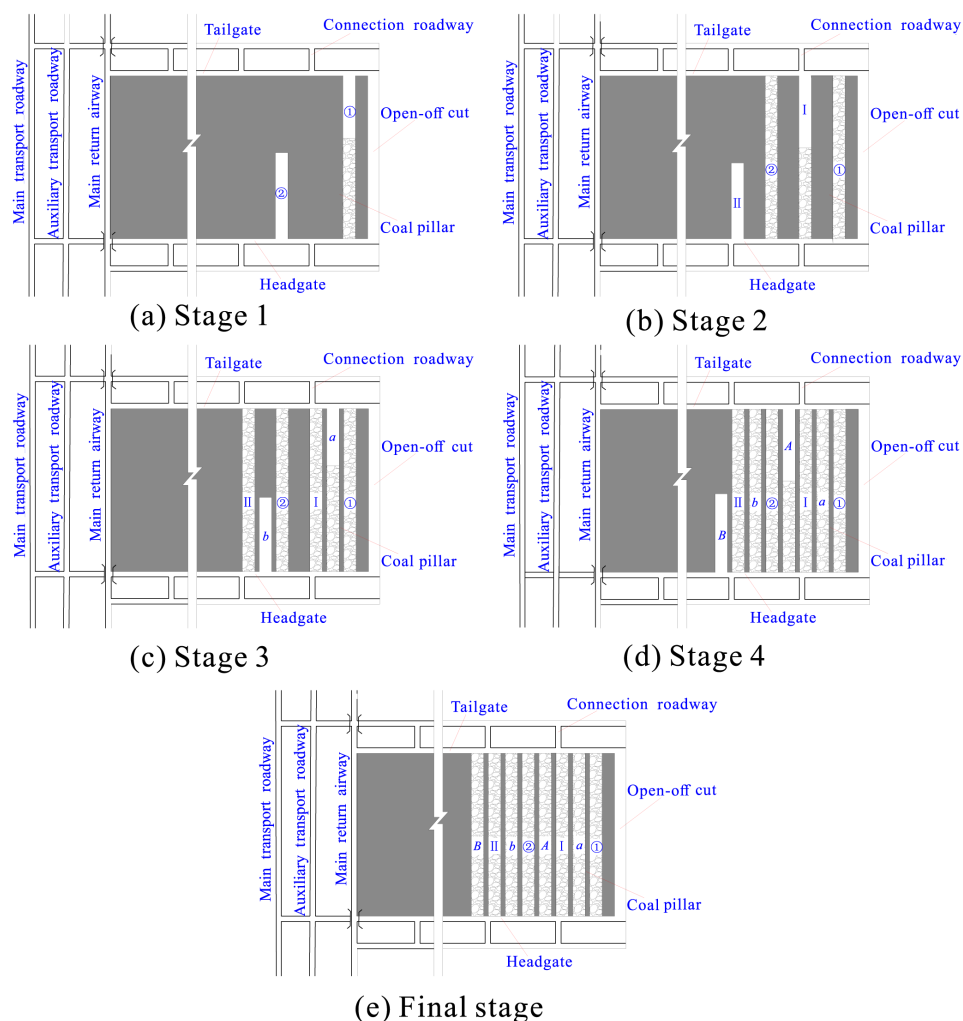 Tailgate
Connection roadway
Main transport roadway
Auxiliary transport roadway
Main return airway
①
Open-off cut
②
Coal pillar
Headgate
(a) Stage 1
Tailgate
Connection roadway
Main transport roadway
Auxiliary transport roadway
Main return airway
I
Open-off cut
②
①
II
Coal pillar
Headgate
(b) Stage 2
Tailgate
Connection roadway
Main transport roadway
Auxiliary transport roadway
Main return airway
a
Open-off cut
II
②
I
①
b
Coal pillar
Headgate
(c) Stage 3
Tailgate
Connection roadway
Main transport roadway
Auxiliary transport roadway
Main return airway
A
Open-off cut
II
b
②
I
a
①
B
Coal pillar
Headgate
(d) Stage 4
Tailgate
Connection roadway
Main transport roadway
Auxiliary transport roadway
Main return airway
Open-off cut
B
II
b
②
A
I
a
①
Coal pillar
Headgate
(e) Final stage